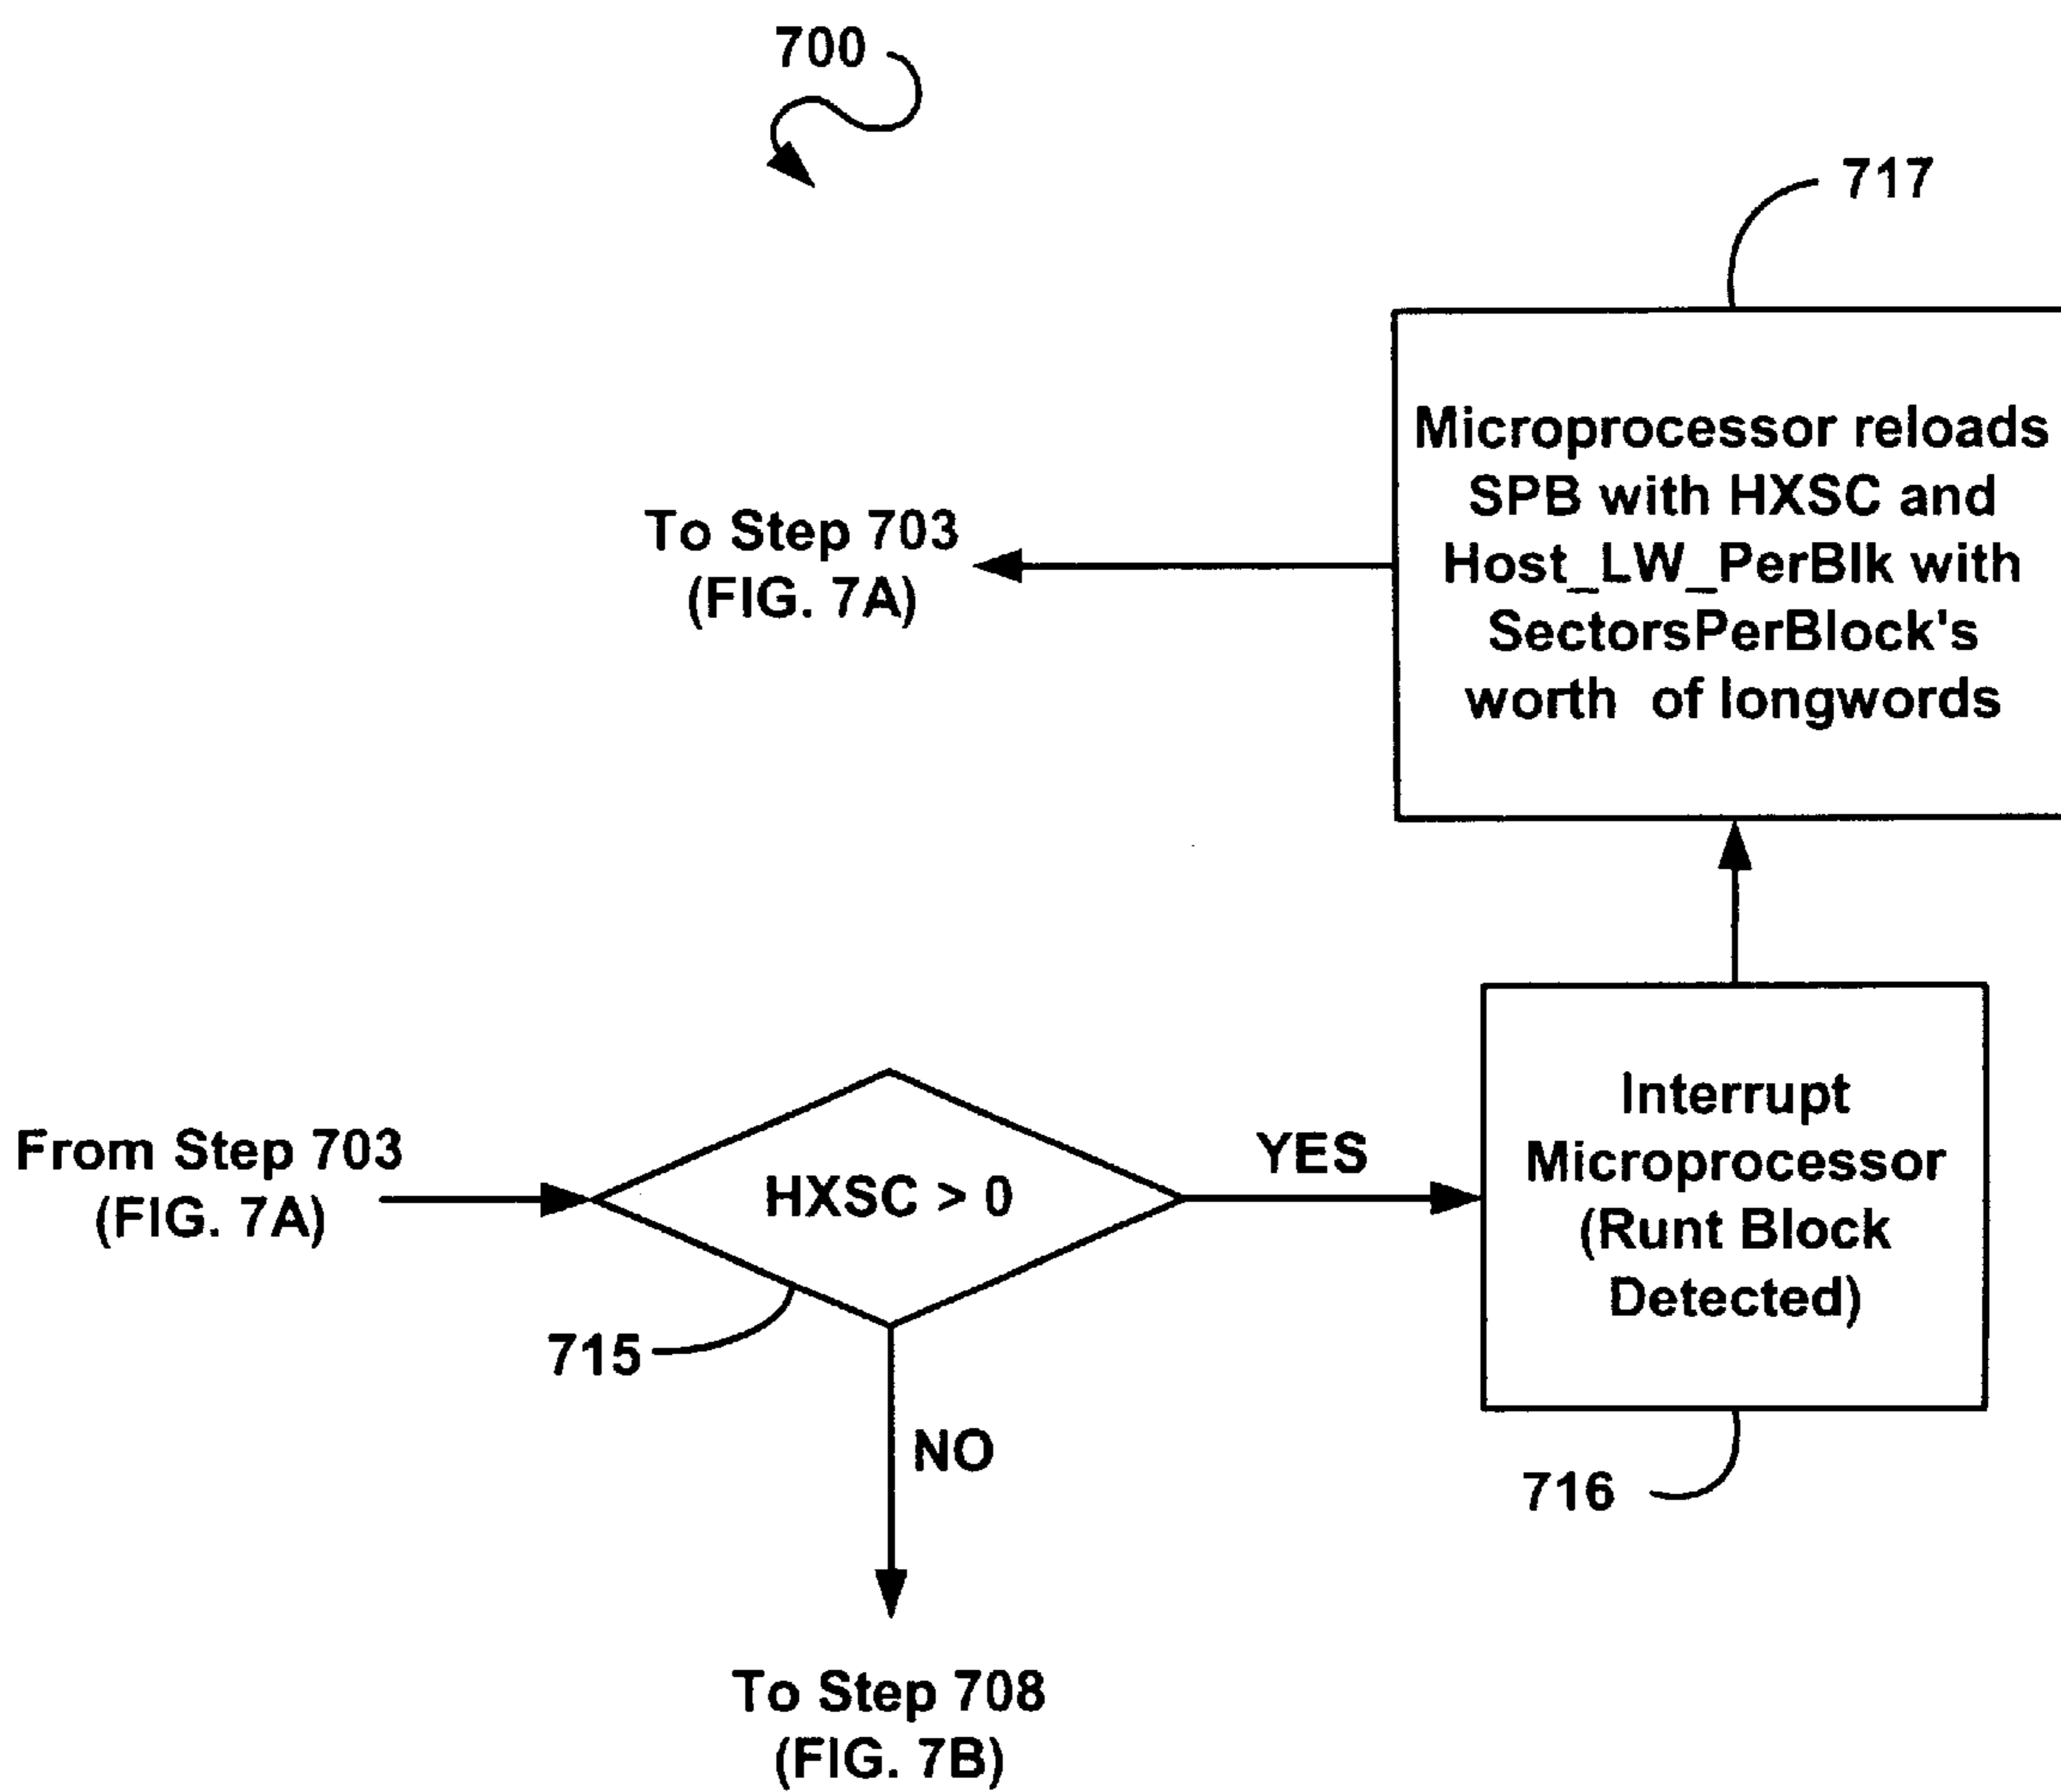 700
717
Microprocessor reloads
SPB with HXSC and
Host_LW_PerBlk with
SectorsPerBlock's
worth of longwords
To Step 703
(FIG. 7A)
From Step 703
(FIG. 7A)
HXSC > 0
YES
Interrupt
Microprocessor
(Runt Block
Detected)
715
NO
716
To Step 708
(FIG. 7B)